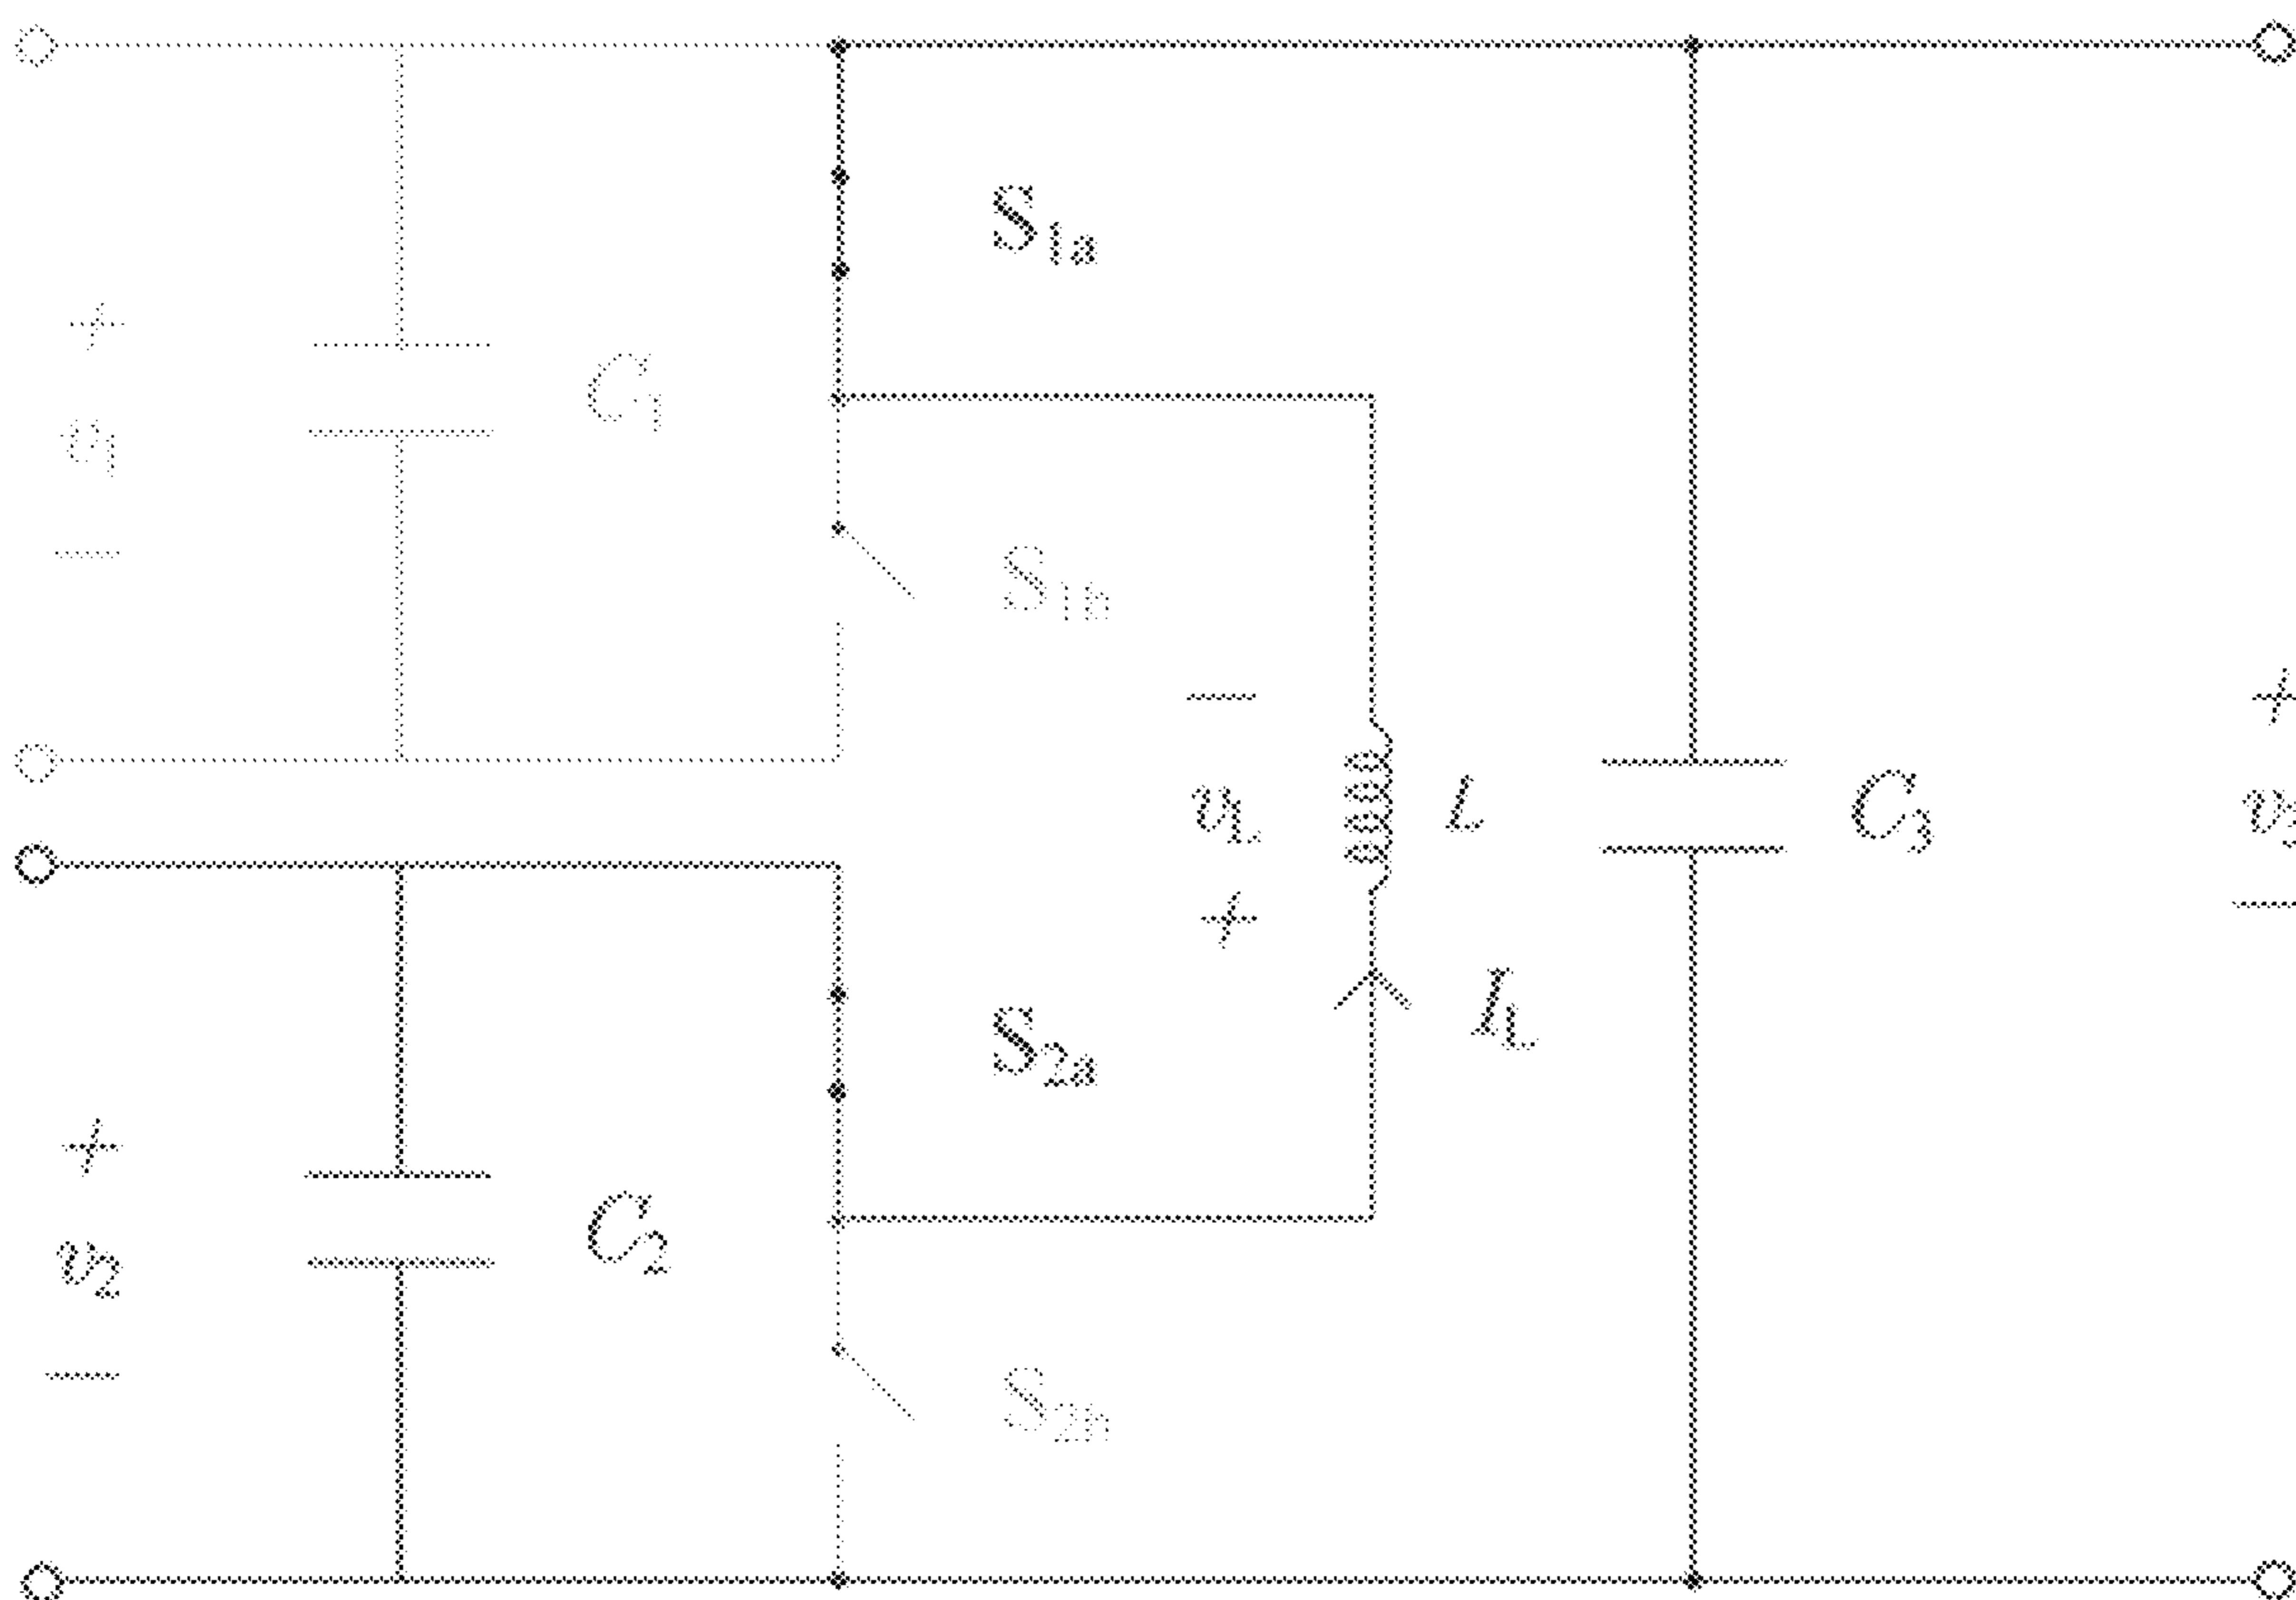 S1a
+
C1
v1
−
S1b
−
+
vL
L
C3
v3
+
−
iL
S2a
+
C2
v2
−
S2b